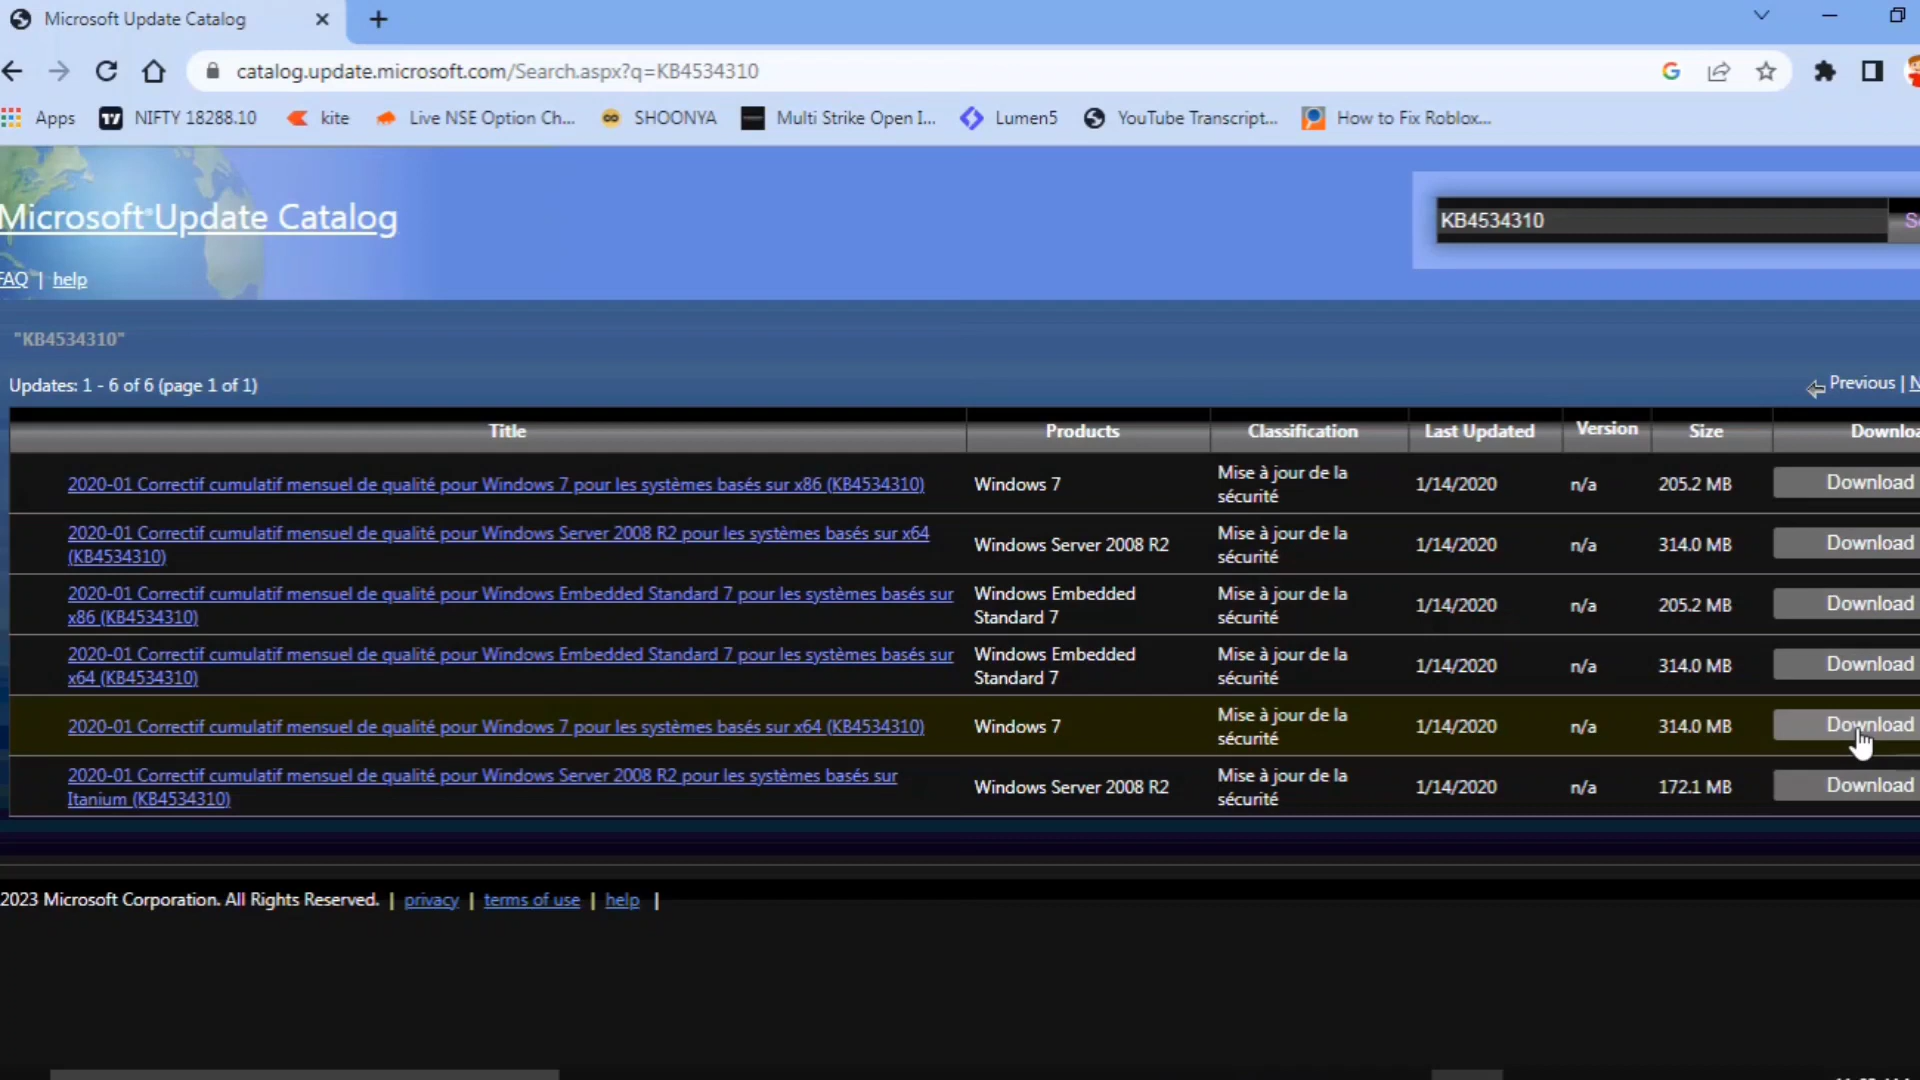 Microsoft Update Catalog
catalog.update.microsoft.com/Search.aspx?q=KB4534310
Apps NIFTY 18288.10 kite Live NSE Option Ch... SHOONYA Multi Strike Open I... Lumen5 YouTube Transcript... How to Fix Roblox...
Microsoft Update Catalog
KB4534310
FAQ | help
"KB4534310"
Updates: 1 - 6 of 6 (page 1 of 1)
Previous |
Title Products Classification Last Updated Version Size Downloa
2020-01 Correctif cumulatif mensuel de qualité pour Windows 7 pour les systèmes basés sur x86 (KB4534310) Windows 7 Mise à jour de la sécurité 1/14/2020 n/a 205.2 MB Download
2020-01 Correctif cumulatif mensuel de qualité pour Windows Server 2008 R2 pour les systèmes basés sur x64
(KB4534310) Windows Server 2008 R2 Mise à jour de la sécurité 1/14/2020 n/a 314.0 MB Download
2020-01 Correctif cumulatif mensuel de qualité pour Windows Embedded Standard 7 pour les systèmes basés sur
x86 (KB4534310) Windows Embedded Standard 7 Mise à jour de la sécurité 1/14/2020 n/a 205.2 MB Download
2020-01 Correctif cumulatif mensuel de qualité pour Windows Embedded Standard 7 pour les systèmes basés sur
x64 (KB4534310) Windows Embedded Standard 7 Mise à jour de la sécurité 1/14/2020 n/a 314.0 MB Download
2020-01 Correctif cumulatif mensuel de qualité pour Windows 7 pour les systèmes basés sur x64 (KB4534310) Windows 7 Mise à jour de la sécurité 1/14/2020 n/a 314.0 MB Download
2020-01 Correctif cumulatif mensuel de qualité pour Windows Server 2008 R2 pour les systèmes basés sur
Itanium (KB4534310) Windows Server 2008 R2 Mise à jour de la sécurité 1/14/2020 n/a 172.1 MB Download
2023 Microsoft Corporation. All Rights Reserved. | privacy | terms of use | help |